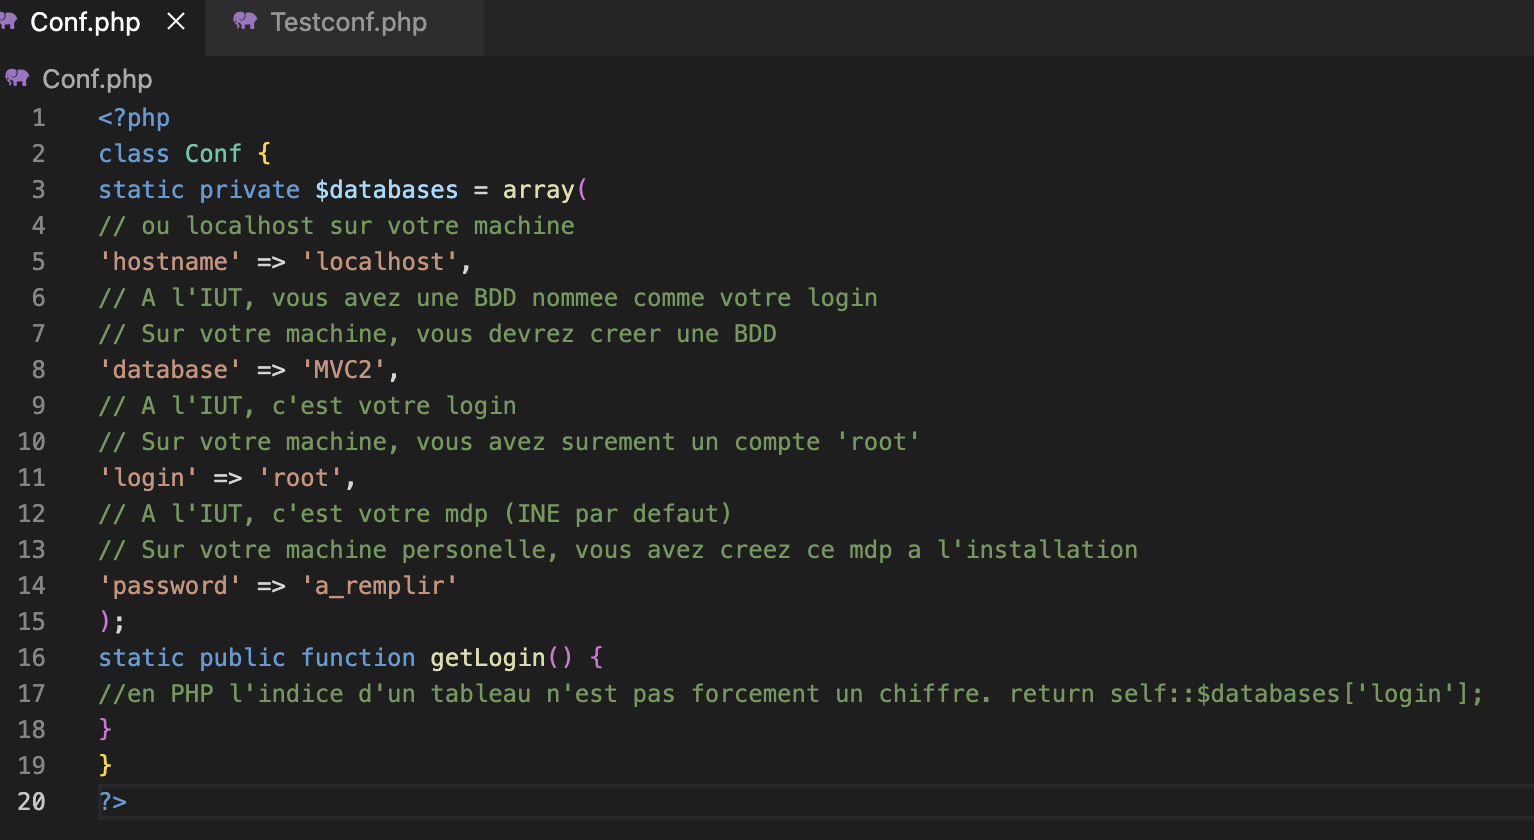 Conf.php × Testconf.php
Conf.php
1 <?php
2 class Conf {
3 static private $databases = array(
4 // ou localhost sur votre machine
5 'hostname' => 'localhost',
6 // A l'IUT, vous avez une BDD nommee comme votre login
7 // Sur votre machine, vous devrez creer une BDD
8 'database' => 'MVC2',
9 // A l'IUT, c'est votre login
10 // Sur votre machine, vous avez surement un compte 'root'
11 'login' => 'root',
12 // A l'IUT, c'est votre mdp (INE par defaut)
13 // Sur votre machine personelle, vous avez creez ce mdp a l'installation
14 'password' => 'a_remplir'
15 );
16 static public function getLogin() {
17 //en PHP l'indice d'un tableau n'est pas forcement un chiffre. return self::$databases['login'];
18 }
19 }
20 ?>